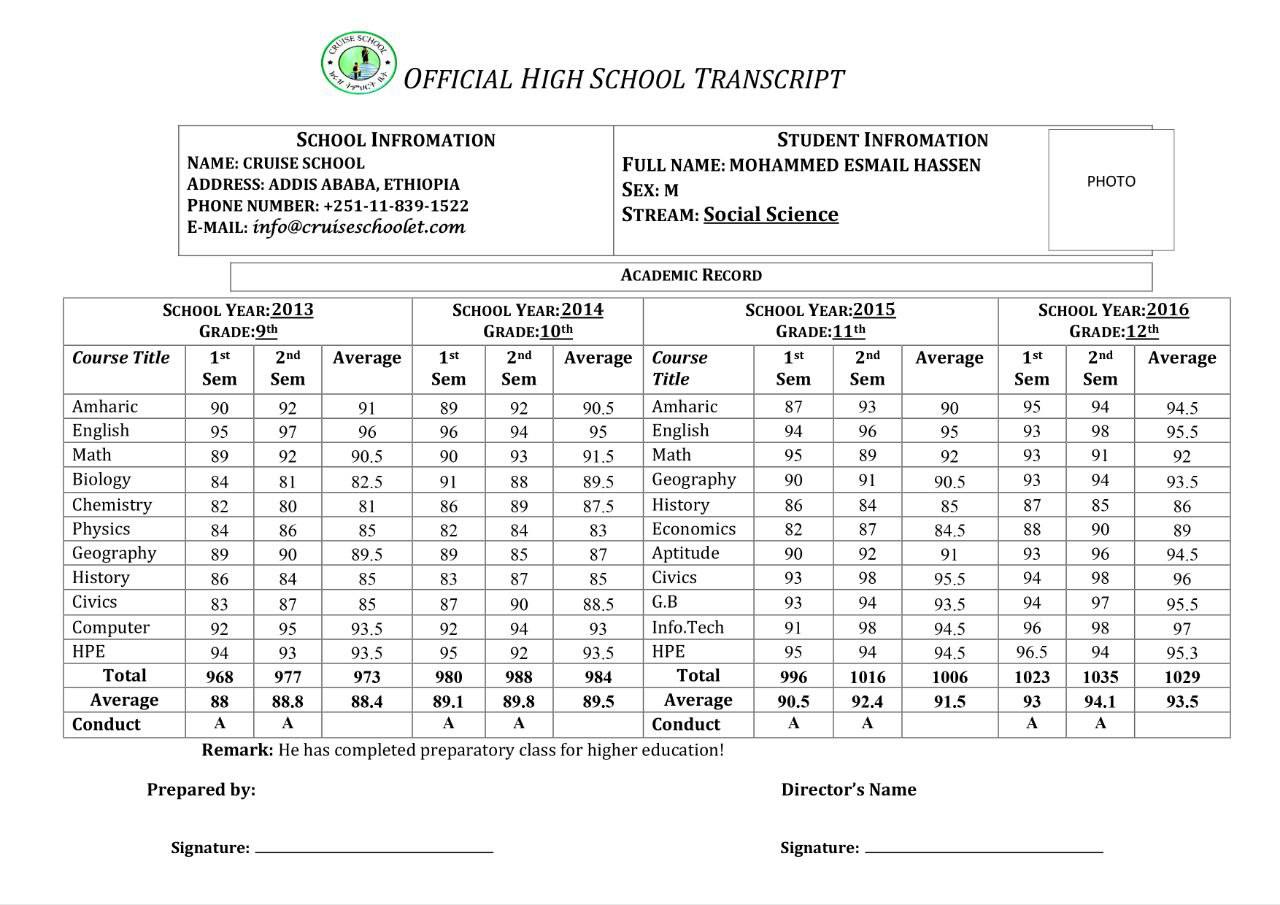 CRUISE SCHOOL
OFFICIAL HIGH SCHOOL TRANSCRIPT
SCHOOL INFROMATION
NAME: CRUISE SCHOOL
ADDRESS: ADDIS ABABA, ETHIOPIA
PHONE NUMBER: +251-11-839-1522
E-MAIL: info@cruiseschoolet.com
STUDENT INFROMATION
FULL NAME: MOHAMMED ESMAIL HASSEN
SEX: M
STREAM: Social Science
PHOTO
ACADEMIC RECORD
SCHOOL YEAR:2013 SCHOOL YEAR:2014 SCHOOL YEAR:2015 SCHOOL YEAR:2016
GRADE:9th GRADE:10th GRADE:11th GRADE:12th
Course Title 1st 2nd Average 1st 2nd Average Course 1st 2nd Average 1st 2nd Average
Sem Sem Sem Sem Title Sem Sem Sem Sem
Amharic 90 92 91 89 92 90.5 Amharic 87 93 90 95 94 94.5
English 95 97 96 96 94 95 English 94 96 95 93 98 95.5
Math 89 92 90.5 90 93 91.5 Math 95 89 92 93 91 92
Biology 84 81 82.5 91 88 89.5 Geography 90 91 90.5 93 94 93.5
Chemistry 82 80 81 86 89 87.5 History 86 84 85 87 85 86
Physics 84 86 85 82 84 83 Economics 82 87 84.5 88 90 89
Geography 89 90 89.5 89 85 87 Aptitude 90 92 91 93 96 94.5
History 86 84 85 83 87 85 Civics 93 98 95.5 94 98 96
Civics 83 87 85 87 90 88.5 G.B 93 94 93.5 94 97 95.5
Computer 92 95 93.5 92 94 93 Info.Tech 91 98 94.5 96 98 97
HPE 94 93 93.5 95 92 93.5 HPE 95 94 94.5 96.5 94 95.3
Total 968 977 973 980 988 984 Total 996 1016 1006 1023 1035 1029
Average 88 88.8 88.4 89.1 89.8 89.5 Average 90.5 92.4 91.5 93 94.1 93.5
Conduct A A A A Conduct A A A A
Remark: He has completed preparatory class for higher education!
Prepared by: Director’s Name
Signature: Signature: